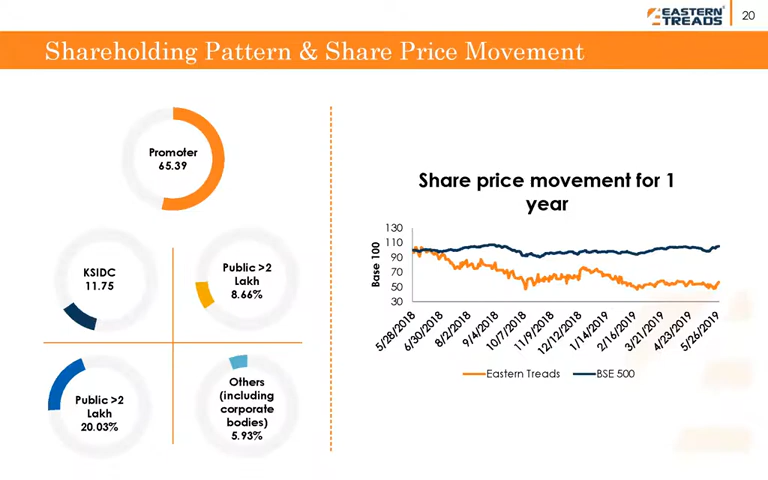 EASTERN
TREADS
20
Shareholding Pattern & Share Price Movement
Promoter
65.39
KSIDC
11.75
Public >2
Lakh
8.66%
Public >2
Lakh
20.03%
Others
(including
corporate
bodies)
5.93%
Share price movement for 1
year
Base 100
130
110
90
70
50
30
5/28/2018
6/30/2018
8/2/2018
9/4/2018
10/7/2018
11/9/2018
12/12/2018
1/14/2019
2/16/2019
3/21/2019
4/23/2019
5/26/2019
Eastern Treads
BSE 500